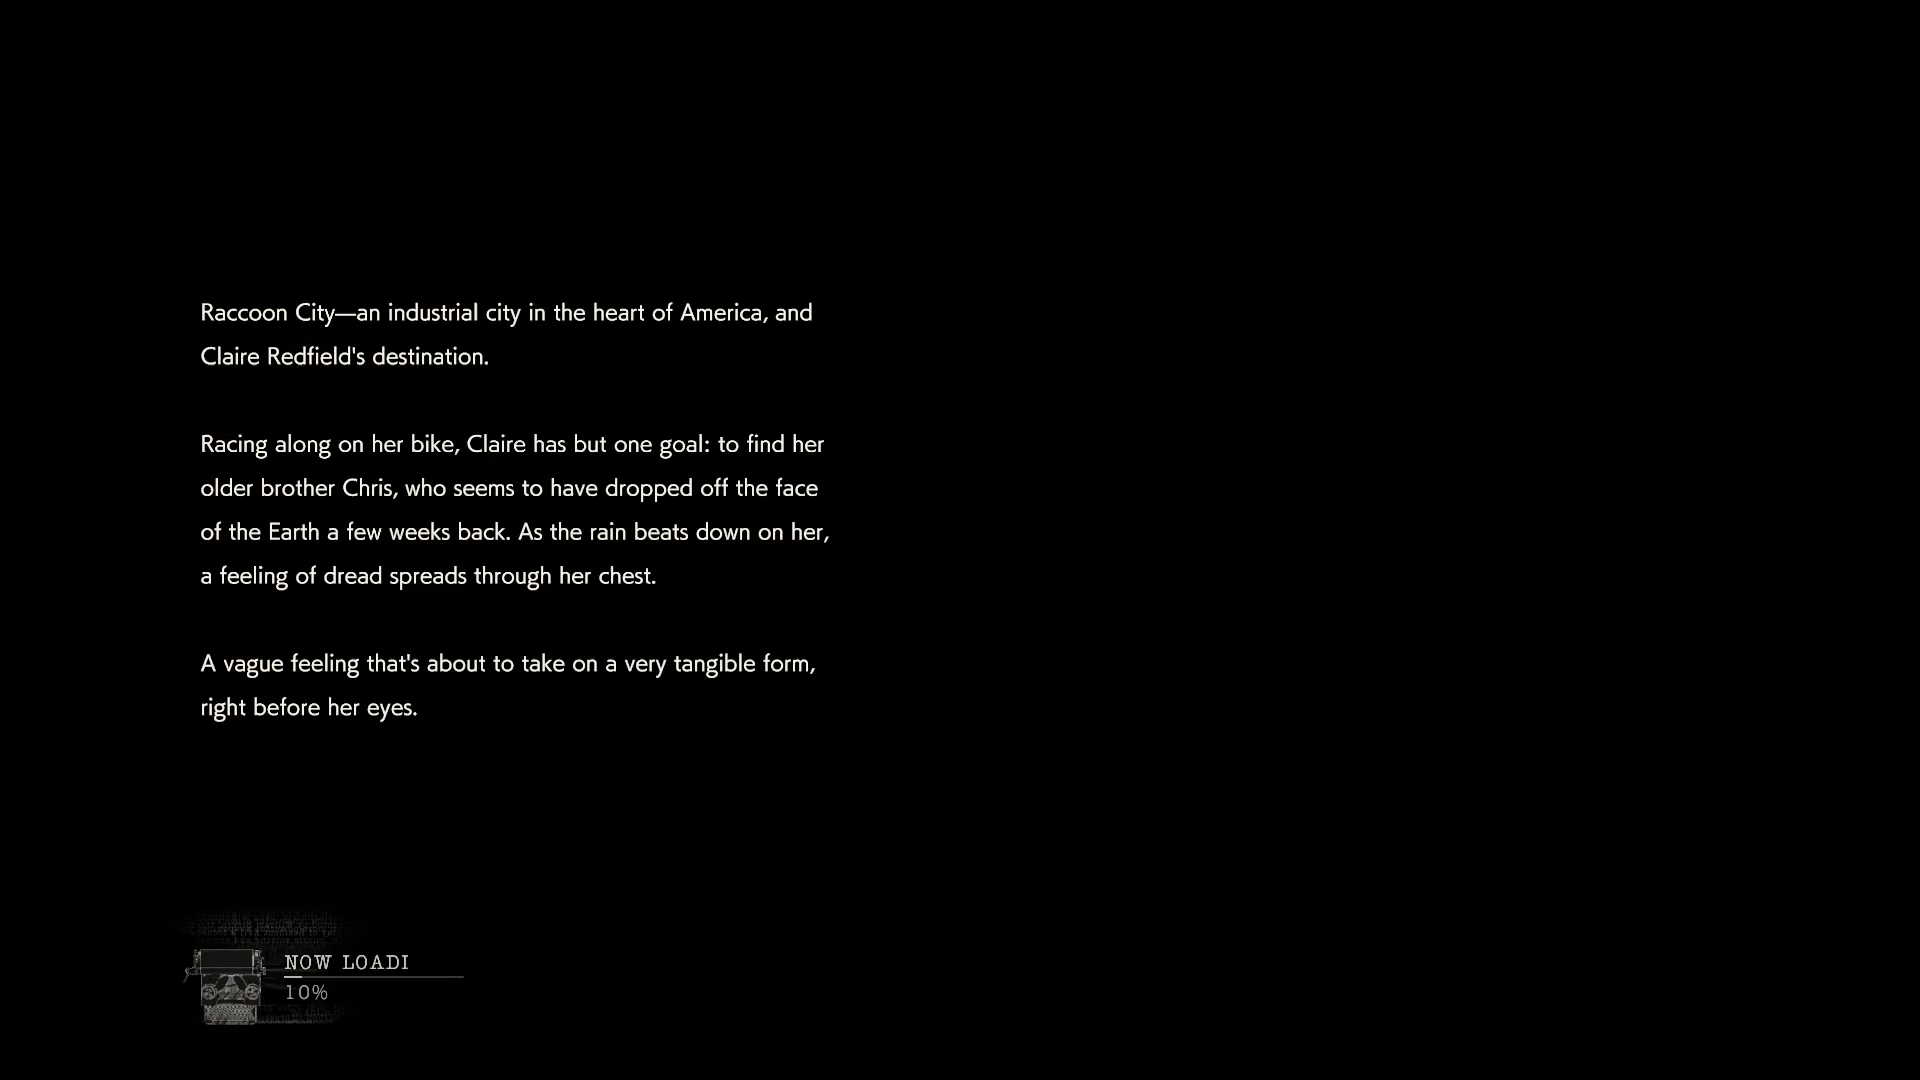 Raccoon City—an industrial city in the heart of America, and
Claire Redfield's destination.
Racing along on her bike, Claire has but one goal: to find her
older brother Chris, who seems to have dropped off the face
of the Earth a few weeks back. As the rain beats down on her,
a feeling of dread spreads through her chest.
A vague feeling that's about to take on a very tangible form,
right before her eyes.
NOW LOADI
10%